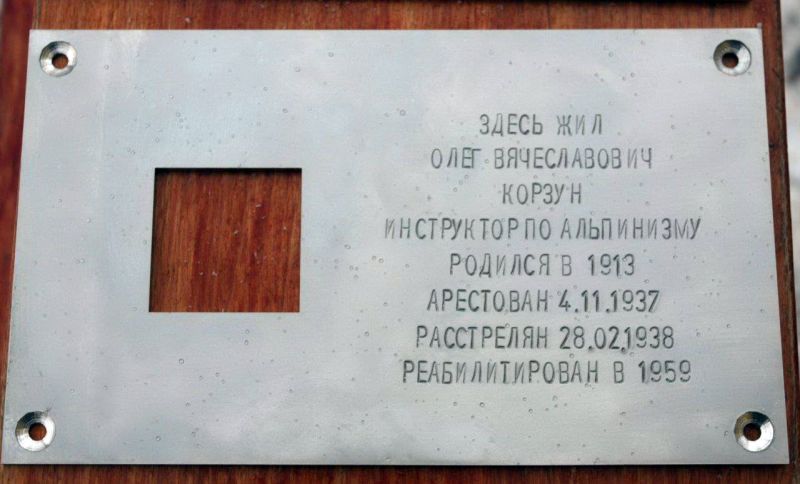 ЗДЕСЬ ЖИЛ
ОЛЕГ ВЯЧЕСЛАВОВИЧ
КОРЗУН
ИНСТРУКТОР ПО АЛЬПИНИЗМУ
РОДИЛСЯ В 1913
АРЕСТОВАН 4.11.1937
РАССТРЕЛЯН 28.02.1938
РЕАБИЛИТИРОВАН В 1959